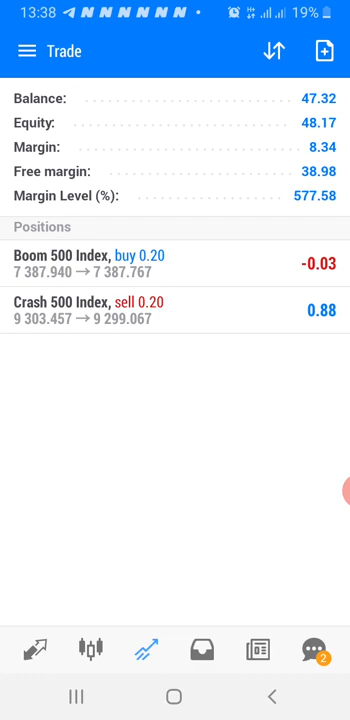 13:38 19%
Trade
Balance: 47.32
Equity: 48.17
Margin: 8.34
Free margin: 38.98
Margin Level (%): 577.58
Positions
Boom 500 Index, buy 0.20
7 387.940 → 7 387.767 -0.03
Crash 500 Index, sell 0.20
9 303.457 → 9 299.067 0.88
2